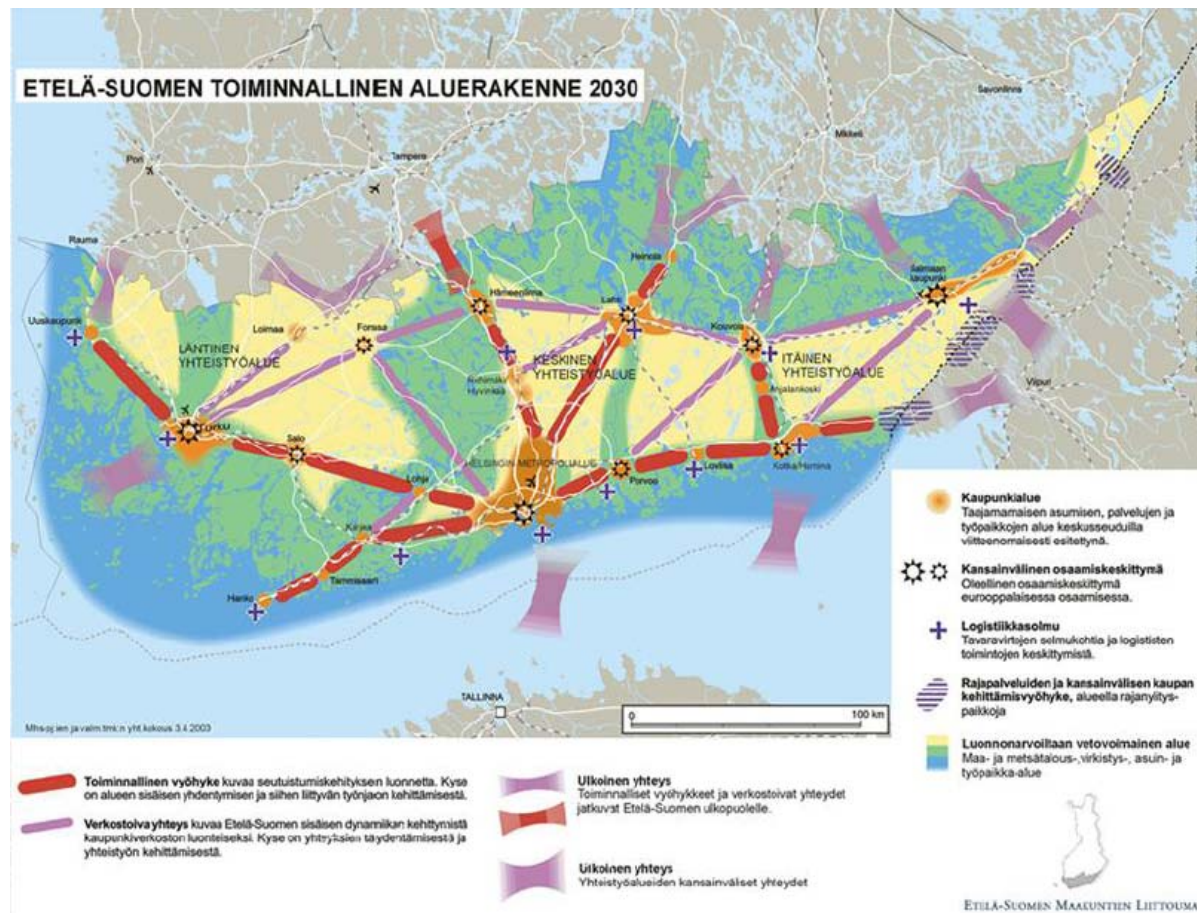 ETELÄ-SUOMEN TOIMINNALLINEN ALUERAKENNE 2030
Savonlinna
Mikkeli
Pori
Tampere
Rauma
Heinola
Hämeenlinna
Lahti
Saimaan
kaupunki
Uusikaupunki
Loimaa
Forssa
Kouvola
LÄNTINEN
YHTEISTYÖALUE
KESKINEN
YHTEISTYÖALUE
ITÄINEN
YHTEISTYÖALUE
Riihimäki
Hyvinkää
Anjalankoski
Viipuri
Turku
Salo
HELSINGIN METROPOLIALUE
Lohja
Porvoo
Loviisa
Kotka/Hamina
Karjaa
Tammisaari
Hanko
TALLINNA
0
100 km
3.4.2003
Kaupunkialue
Taajamamaisen asumisen, palvelujen ja
työpaikkojen alue keskusseuduilla
viitteenomaisesti esitettynä.
Kansainvälinen osaamiskeskittymä
Oleellinen osaamiskeskittymä
eurooppalaisessa osaamisessa.
Logistiikkasolmu
Tavaravirtojen solmukohtia ja logististen
toimintojen keskittymistä.
Rajapalveluiden ja kansainvälisen kaupan
kehittämisvyöhyke, alueella rajanylitys-
paikkoja
Luonnonarvoiltaan vetovoimainen alue
Maa- ja metsätalous-, virkistys-, asuin- ja
työpaikka-alue
Toiminnallinen vyöhyke kuvaa seutuistumiskehityksen luonnetta. Kyse
on alueen sisäisen yhdentymisen ja siihen liittyvän työnjaon kehittämisestä.
Verkostoiva yhteys kuvaa Etelä-Suomen sisäisen dynamiikan kehittymistä
kaupunkiverkoston luonteiseksi. Kyse on yhteyksien täydentämisestä ja
yhteistyön kehittämisestä.
Ulkoinen yhteys
Toiminnalliset vyöhykkeet ja verkostoivat yhteydet
jatkuvat Etelä-Suomen ulkopuolelle.
Ulkoinen yhteys
Yhteistyöalueiden kansainväliset yhteydet
ETELÄ-SUOMEN MAAKUNTIEN LIITTOUMA